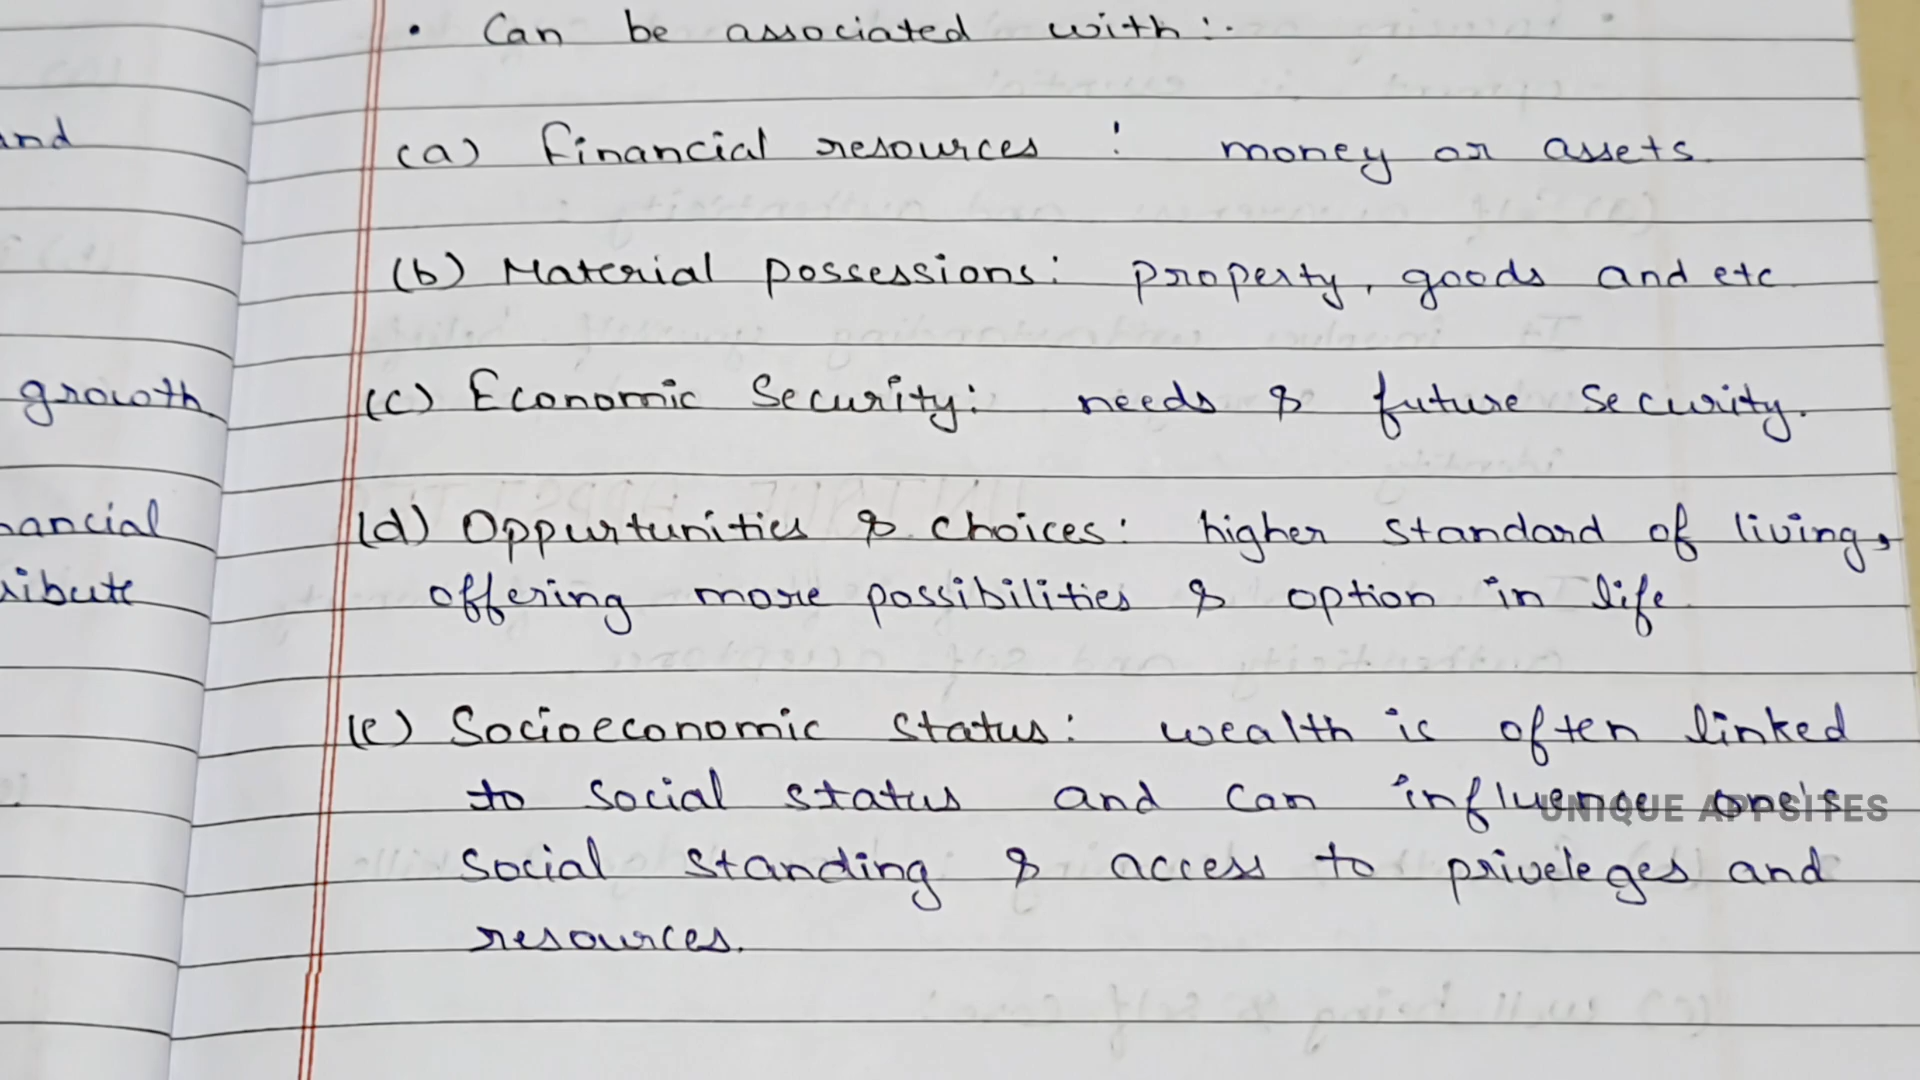 • Can be associated with :-
and
(a) financial resources : money or assets
(b) Material possessions : property, goods and etc
growth
(c) Economic Security : needs & future security.
nancial
(d) Oppurtunities & choices : higher standard of living,
ribute
offering more possibilities & option in life
(e) Socioeconomic status : wealth is often linked
to social status and can influence one's
UNIQUE APPSITES
social standing & access to priveleges and
resources.